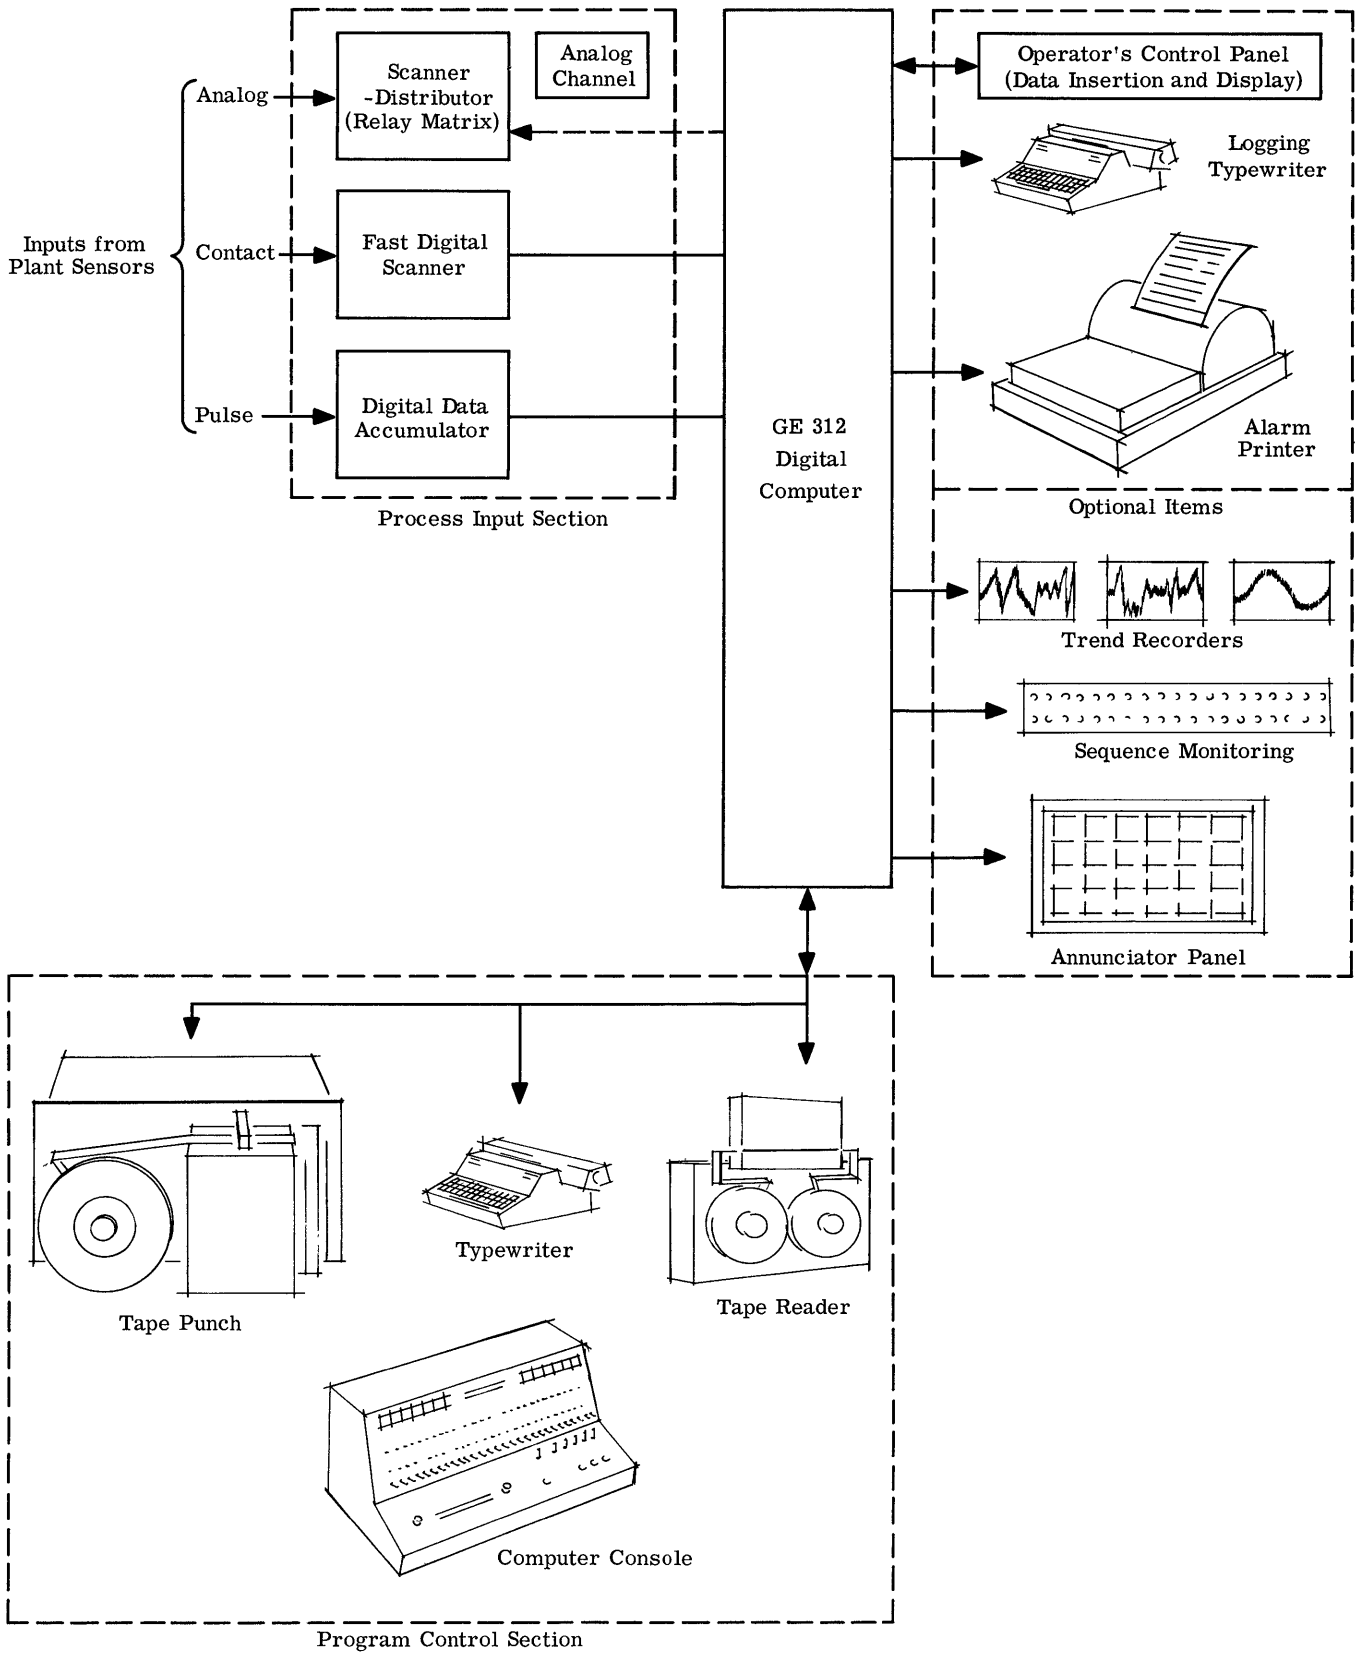 Scanner
-Distributor
(Relay Matrix)
Analog
Channel
Analog
Inputs from
Plant Sensors
Contact
Fast Digital
Scanner
Pulse
Digital Data
Accumulator
Process Input Section
GE 312
Digital
Computer
Operator's Control Panel
(Data Insertion and Display)
Logging
Typewriter
Alarm
Printer
Optional Items
Trend Recorders
Sequence Monitoring
Annunciator Panel
Tape Punch
Typewriter
Tape Reader
Computer Console
Program Control Section